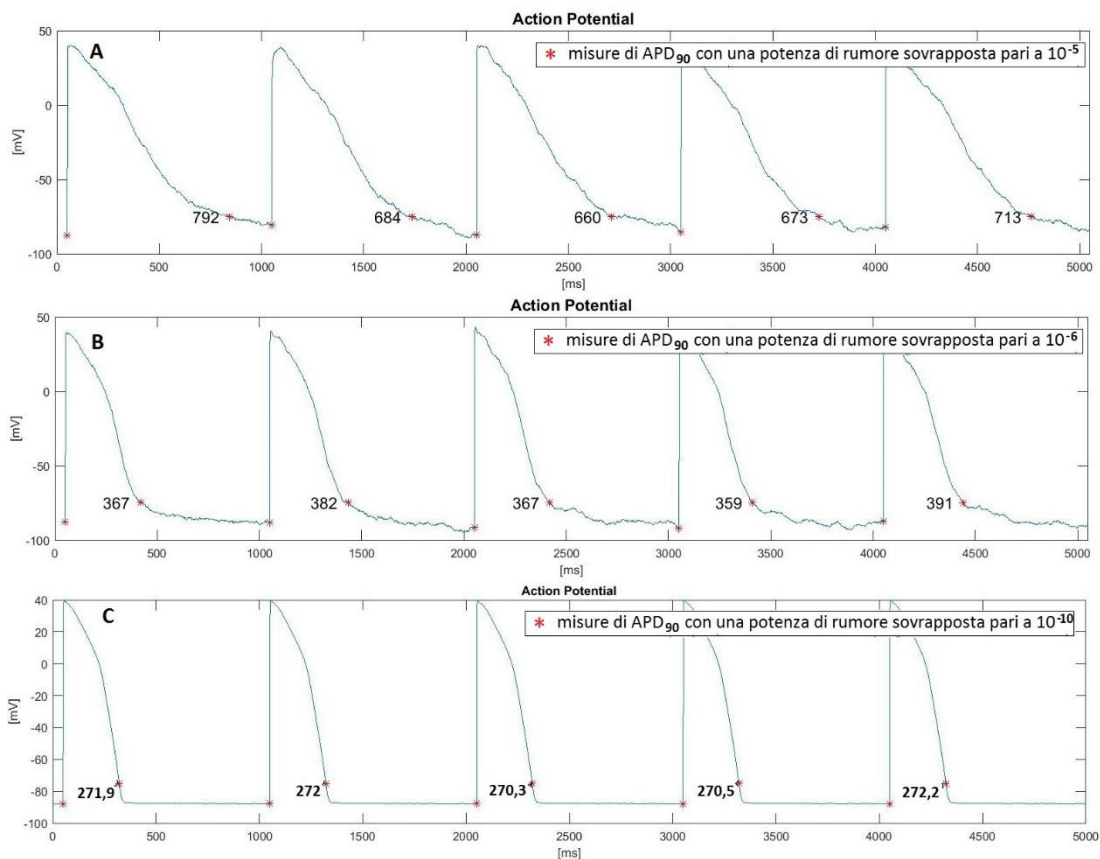 Action Potential
A
* misure di APD90 con una potenza di rumore sovrapposta pari a 10-5
50
0
-50
-100
[mV]
792 684 660 673 713
0 500 1000 1500 2000 2500 3000 3500 4000 4500 5000
[ms]
Action Potential
B
* misure di APD90 con una potenza di rumore sovrapposta pari a 10-6
50
0
-50
-100
[mV]
367 382 367 359 391
0 500 1000 1500 2000 2500 3000 3500 4000 4500 5000
[ms]
Action Potential
C
* misure di APD90 con una potenza di rumore sovrapposta pari a 10-10
40
20
0
-20
-40
-60
-80
-100
[mV]
271,9 272 270,3 270,5 272,2
0 500 1000 1500 2000 2500 3000 3500 4000 4500 5000
[ms]